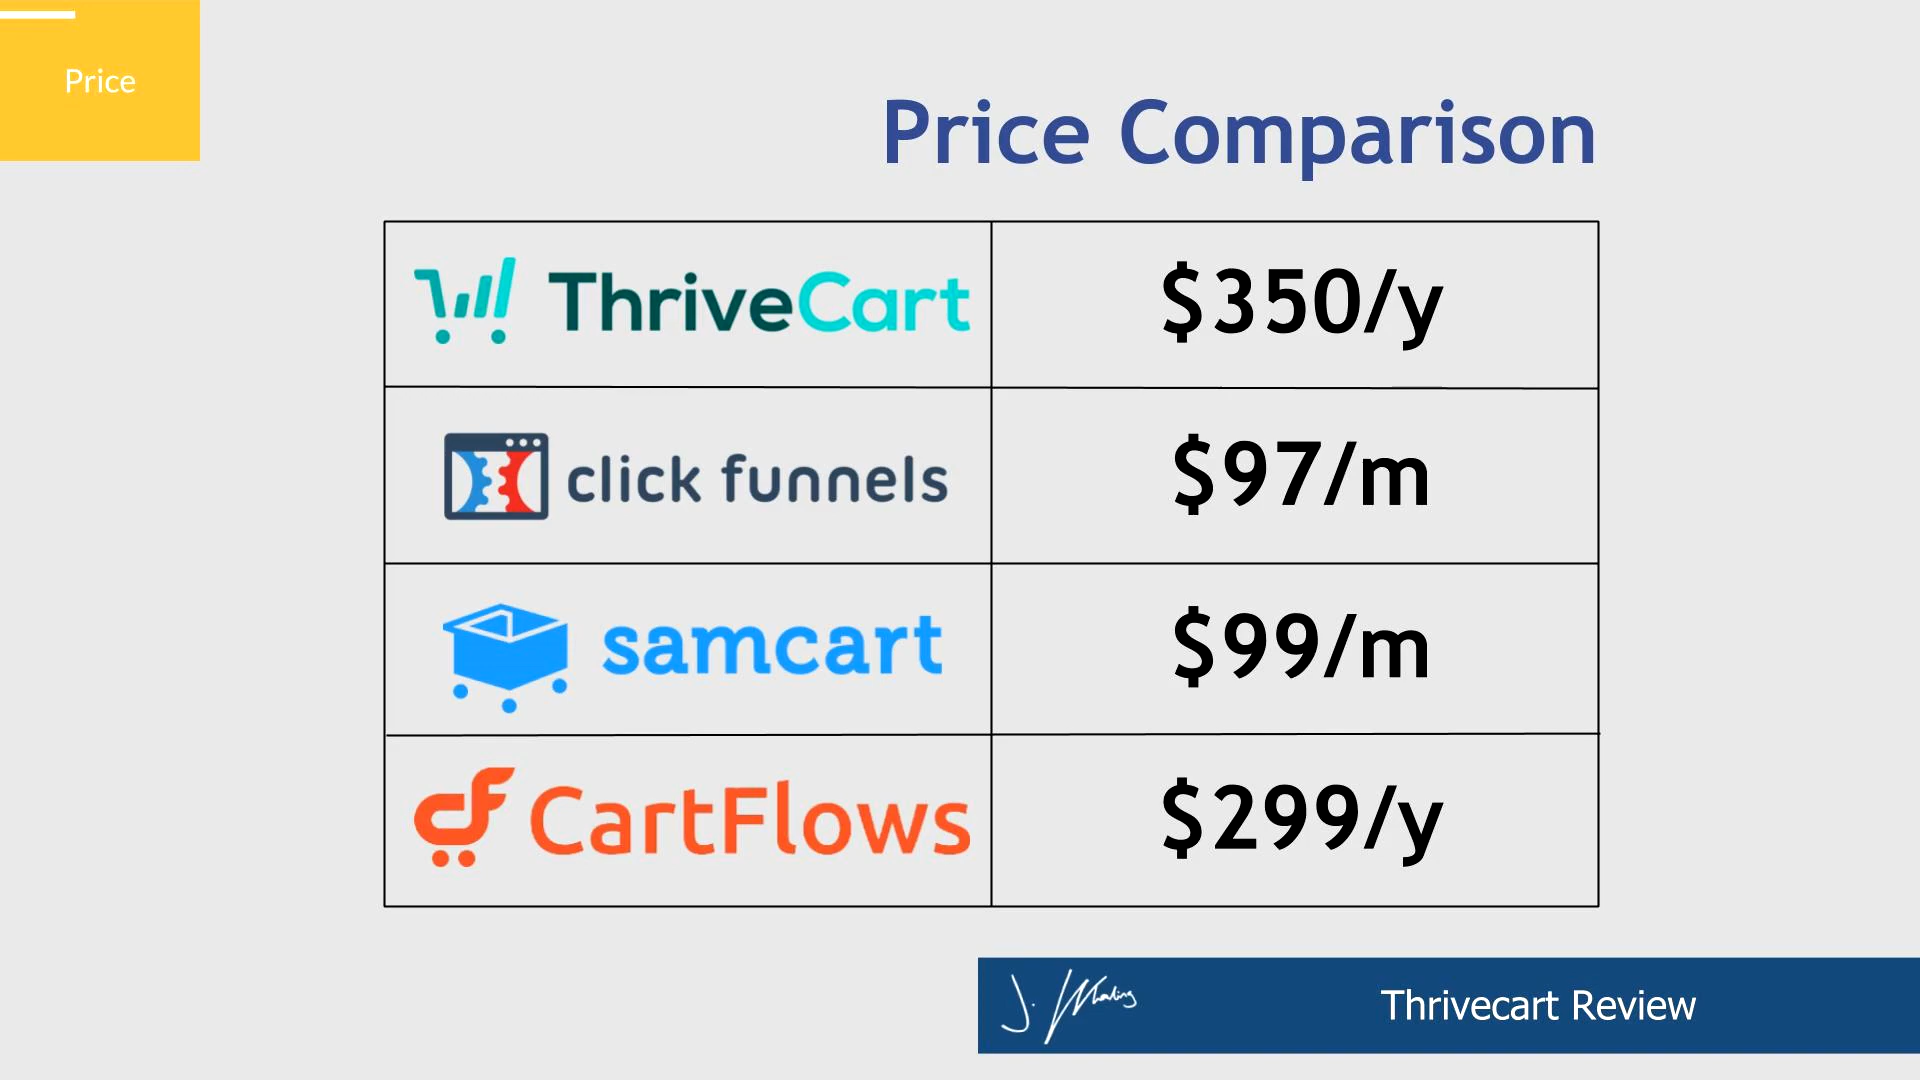 Price
Price Comparison
ThriveCart
$350/y
click funnels
$97/m
samcart
$99/m
CartFlows
$299/y
Thrivecart Review